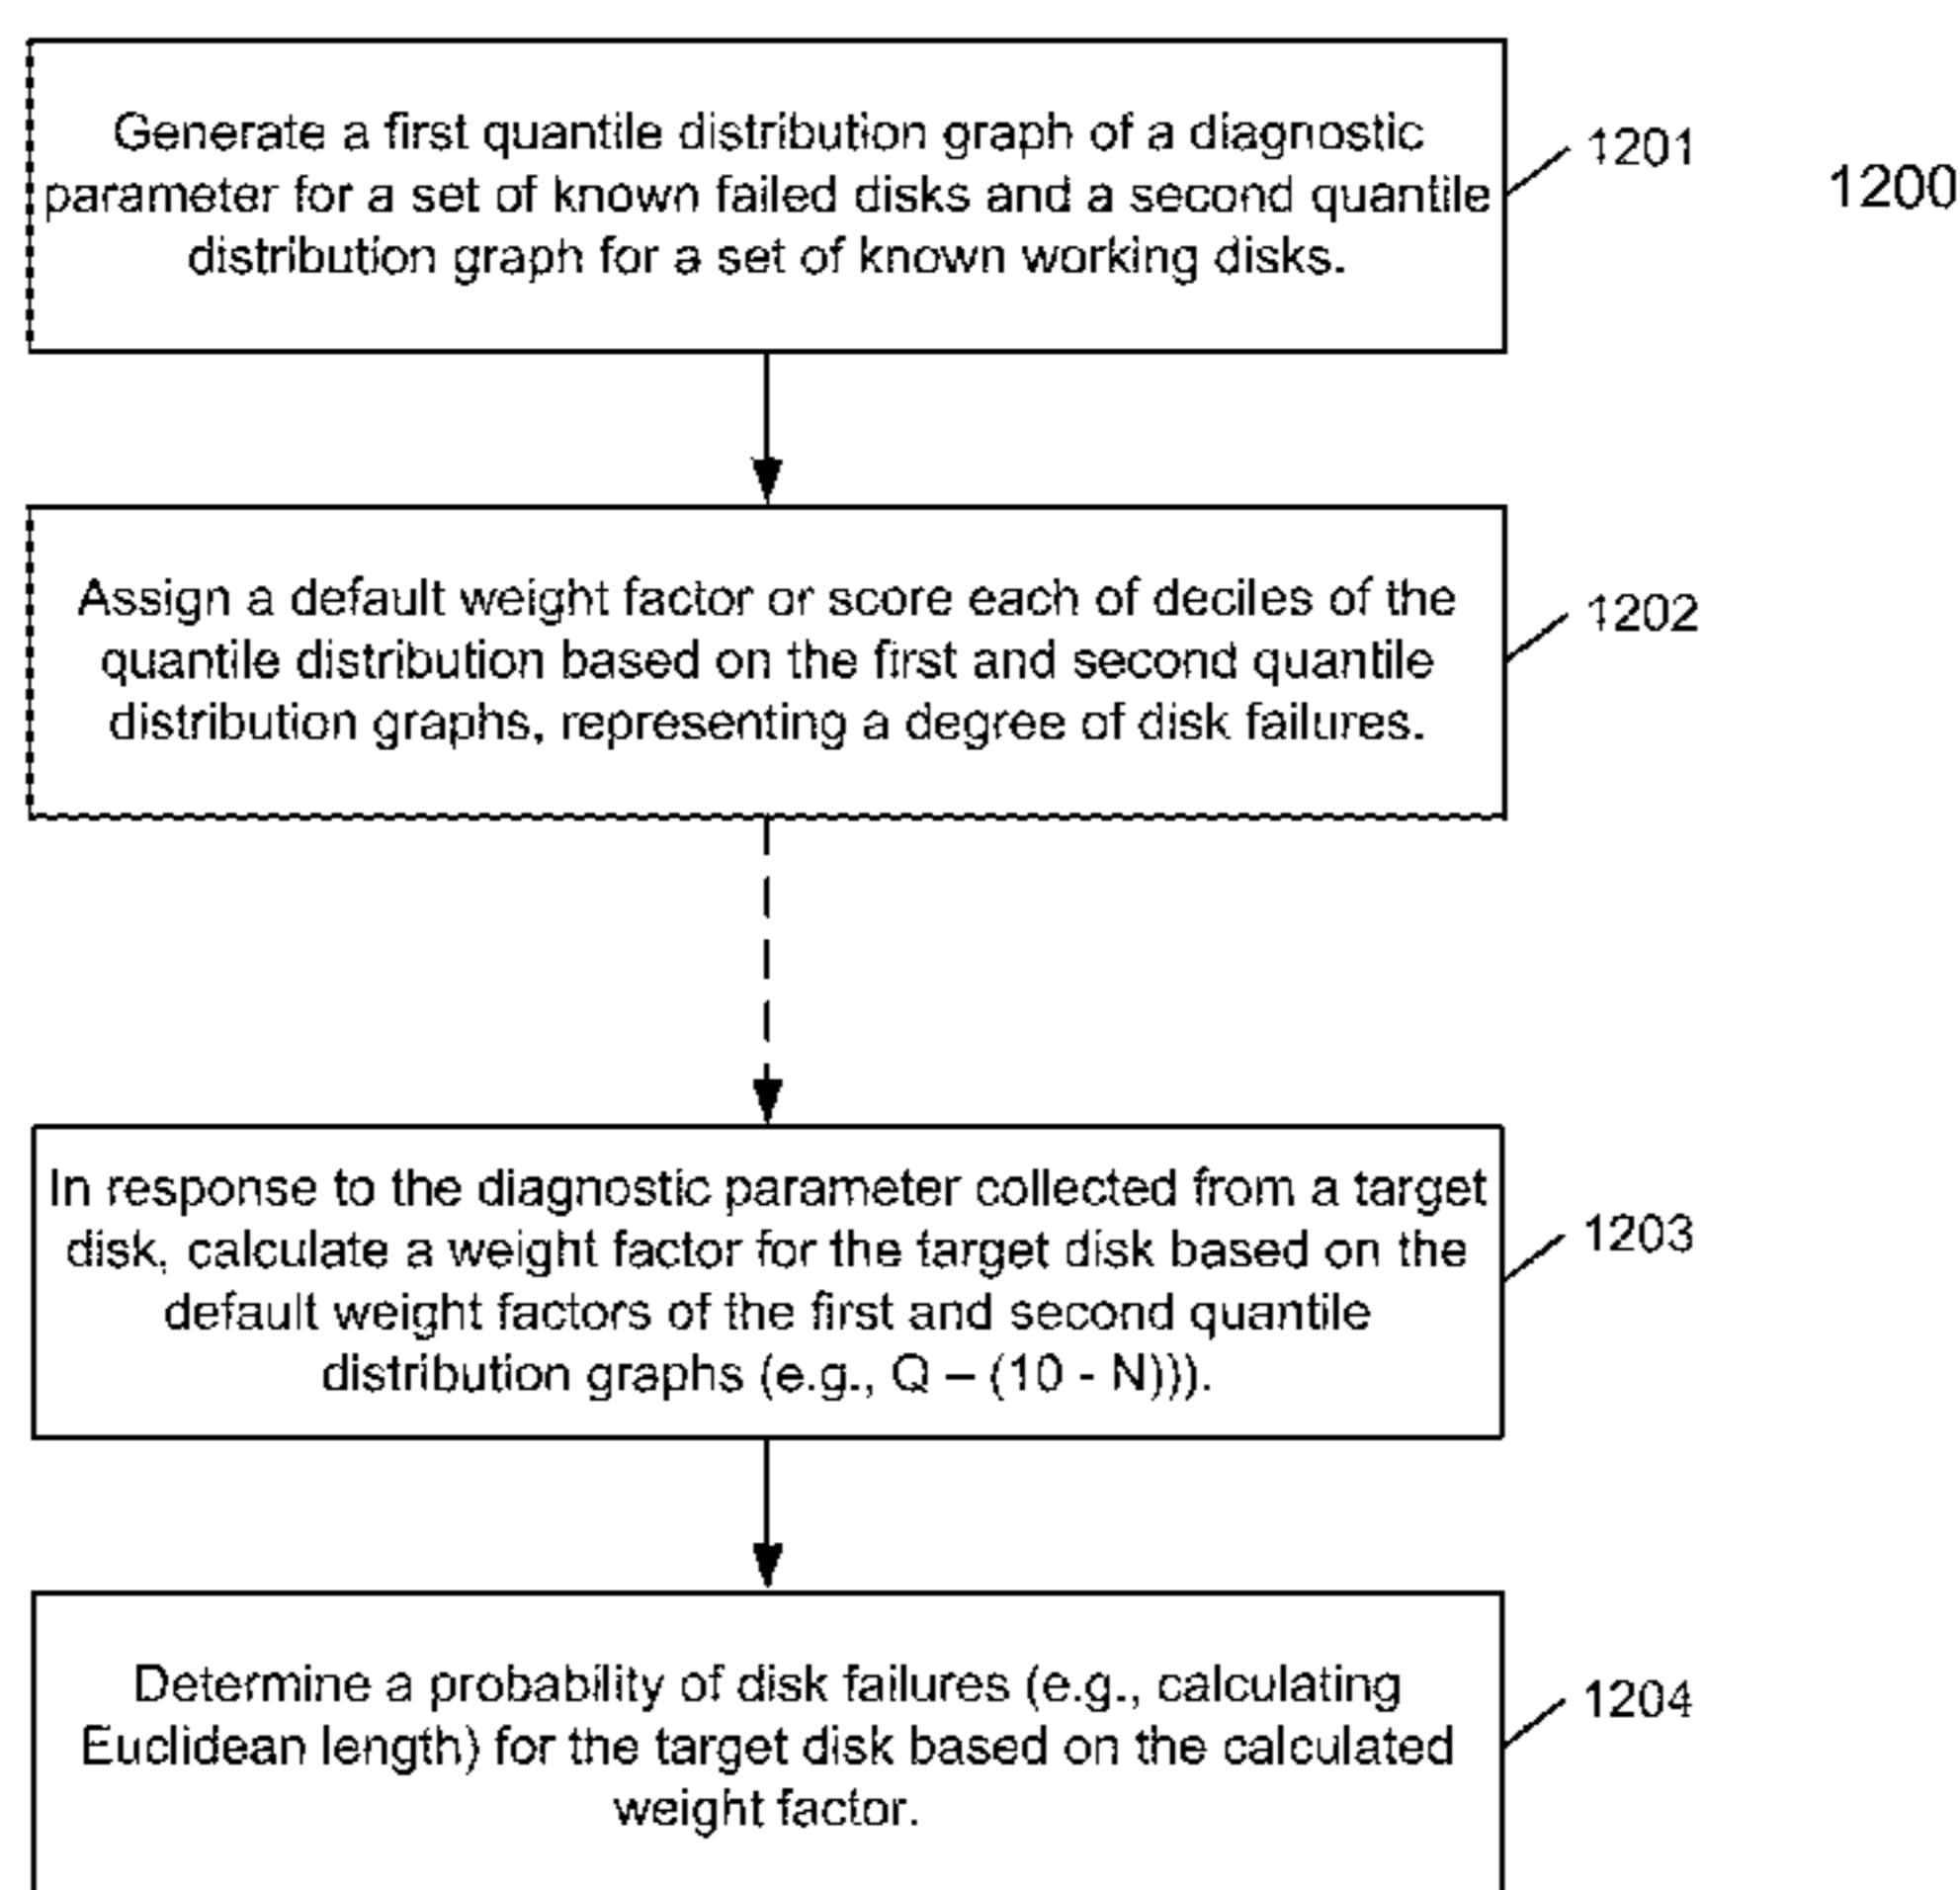 Generate a first quantile distribution graph of a diagnostic
parameter for a set of known failed disks and a second quantile
distribution graph for a set of known working disks.
1201
1200
Assign a default weight factor or score each of deciles of the
quantile distribution based on the first and second quantile
distribution graphs, representing a degree of disk failures.
1202
In response to the diagnostic parameter collected from a target
disk, calculate a weight factor for the target disk based on the
default weight factors of the first and second quantile
distribution graphs (e.g., Q – (10 - N))).
1203
Determine a probability of disk failures (e.g., calculating
Euclidean length) for the target disk based on the calculated
weight factor.
1204